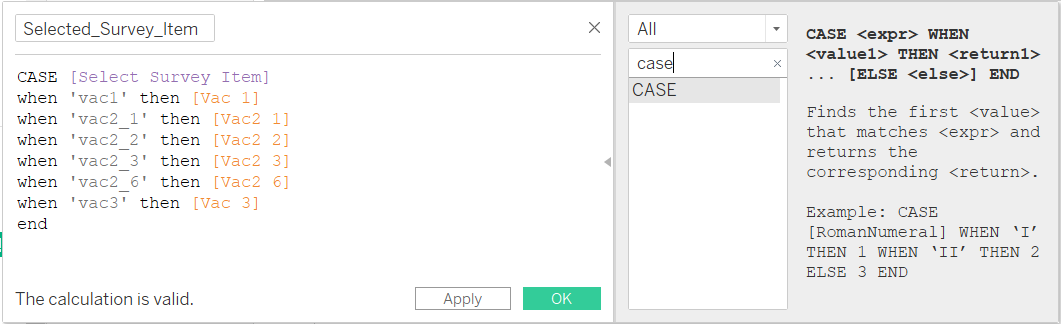 Selected_Survey_Item
CASE [Select Survey Item]
when 'vac1' then [Vac 1]
when 'vac2_1' then [Vac2 1]
when 'vac2_2' then [Vac2 2]
when 'vac2_3' then [Vac2 3]
when 'vac2_6' then [Vac2 6]
when 'vac3' then [Vac 3]
end
The calculation is valid.
Apply
OK
All
case
CASE
CASE <expr> WHEN
<value1> THEN <return1>
... [ELSE <else>] END
Finds the first <value>
that matches <expr> and
returns the
corresponding <return>.
Example: CASE
[RomanNumeral] WHEN ‘I’
THEN 1 WHEN ‘II’ THEN 2
ELSE 3 END